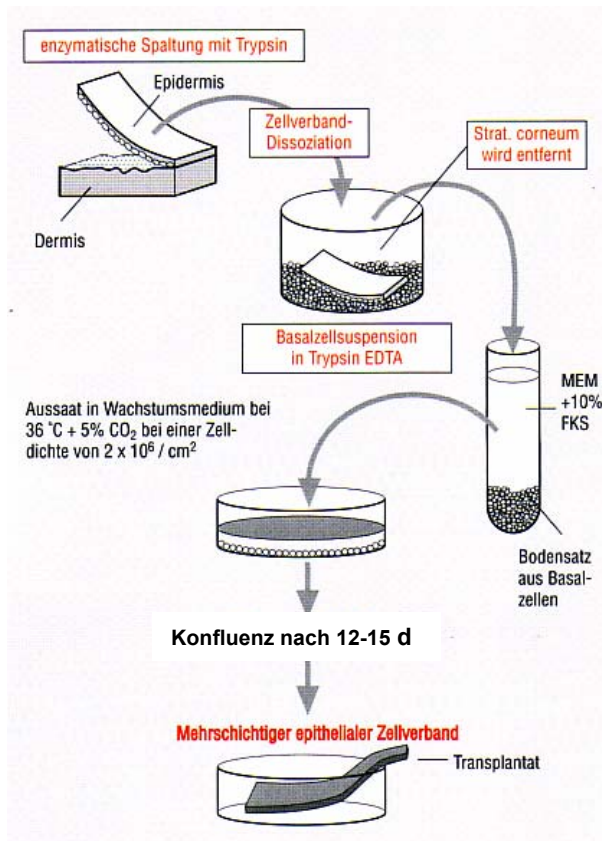 enzymatische Spaltung mit Trypsin
Epidermis
Dermis
Zellverband-
Dissoziation
Strat. corneum
wird entfernt
Basalzellsuspension
in Trypsin EDTA
MEM
+10%
FKS
Aussaat in Wachstumsmedium bei
36 °C + 5% CO₂ bei einer Zell-
dichte von 2 x 10⁶ / cm²
Bodensatz
aus Basal-
zellen
Konfluenz nach 12-15 d
Mehrschichtiger epithelialer Zellverband
Transplantat